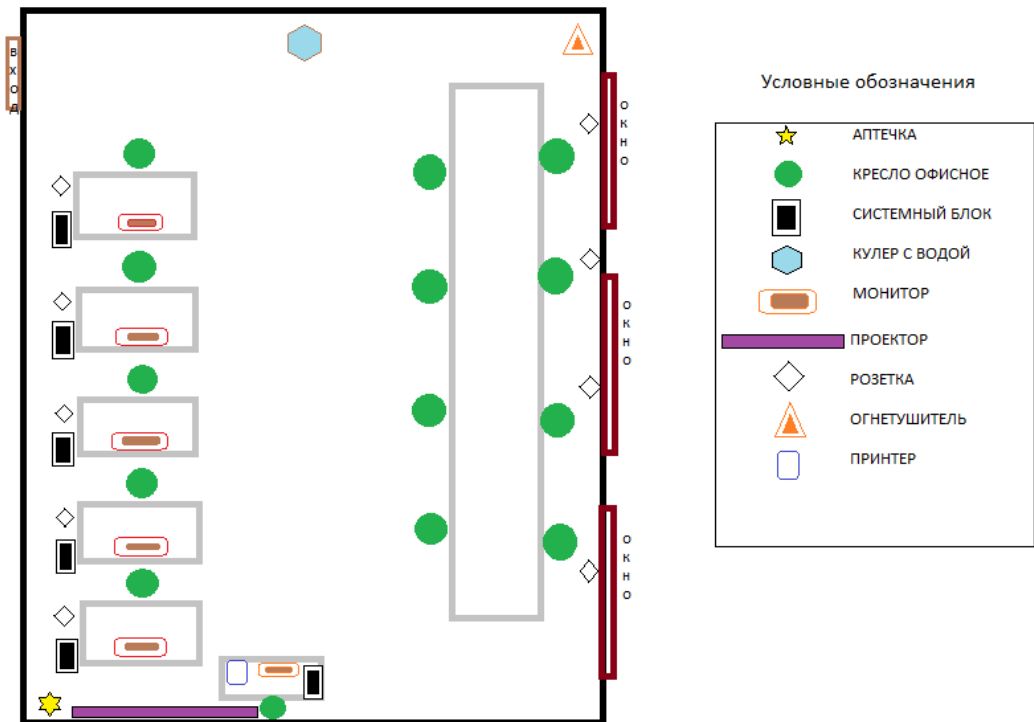 ВХОД
ОКНО
ОКНО
ОКНО
Условные обозначения
АПТЕЧКА
КРЕСЛО ОФИСНОЕ
СИСТЕМНЫЙ БЛОК
КУЛЕР С ВОДОЙ
МОНИТОР
ПРОЕКТОР
РОЗЕТКА
ОГНЕТУШИТЕЛЬ
ПРИНТЕР